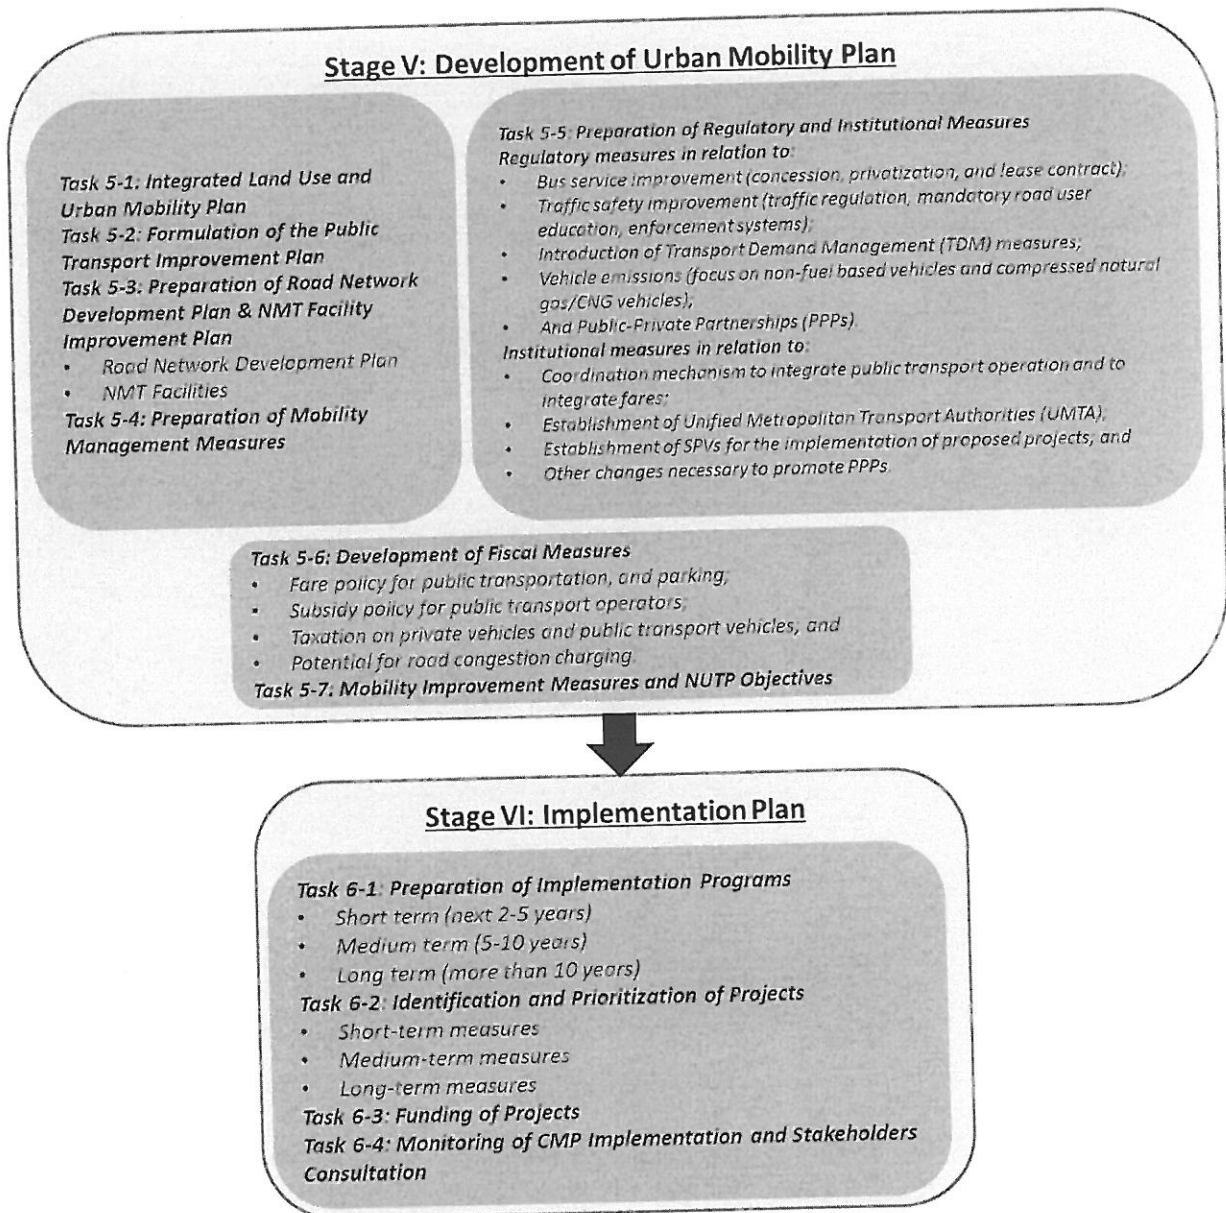 Stage V: Development of Urban Mobility Plan
Task 5-1: Integrated Land Use and
Urban Mobility Plan
Task 5-2: Formulation of the Public
Transport Improvement Plan
Task 5-3: Preparation of Road Network
Development Plan & NMT Facility
Improvement Plan
• Road Network Development Plan
• NMT Facilities
Task 5-4: Preparation of Mobility
Management Measures
Task 5-5: Preparation of Regulatory and Institutional Measures
Regulatory measures in relation to:
• Bus service improvement (concession, privatization, and lease contract);
• Traffic safety improvement (traffic regulation, mandatory road user
education, enforcement systems);
• Introduction of Transport Demand Management (TDM) measures;
• Vehicle emissions (focus on non-fuel based vehicles and compressed natural
gas/CNG vehicles);
• And Public-Private Partnerships (PPPs).
Institutional measures in relation to:
• Coordination mechanism to integrate public transport operation and to
integrate fares;
• Establishment of Unified Metropolitan Transport Authorities (UMTA);
• Establishment of SPVs for the implementation of proposed projects; and
• Other changes necessary to promote PPPs.
Task 5-6: Development of Fiscal Measures
• Fare policy for public transportation, and parking;
• Subsidy policy for public transport operators;
• Taxation on private vehicles and public transport vehicles; and
• Potential for road congestion charging.
Task 5-7: Mobility Improvement Measures and NUTP Objectives
Stage VI: Implementation Plan
Task 6-1: Preparation of Implementation Programs
• Short term (next 2-5 years)
• Medium term (5-10 years)
• Long term (more than 10 years)
Task 6-2: Identification and Prioritization of Projects
• Short-term measures
• Medium-term measures
• Long-term measures
Task 6-3: Funding of Projects
Task 6-4: Monitoring of CMP Implementation and Stakeholders
Consultation